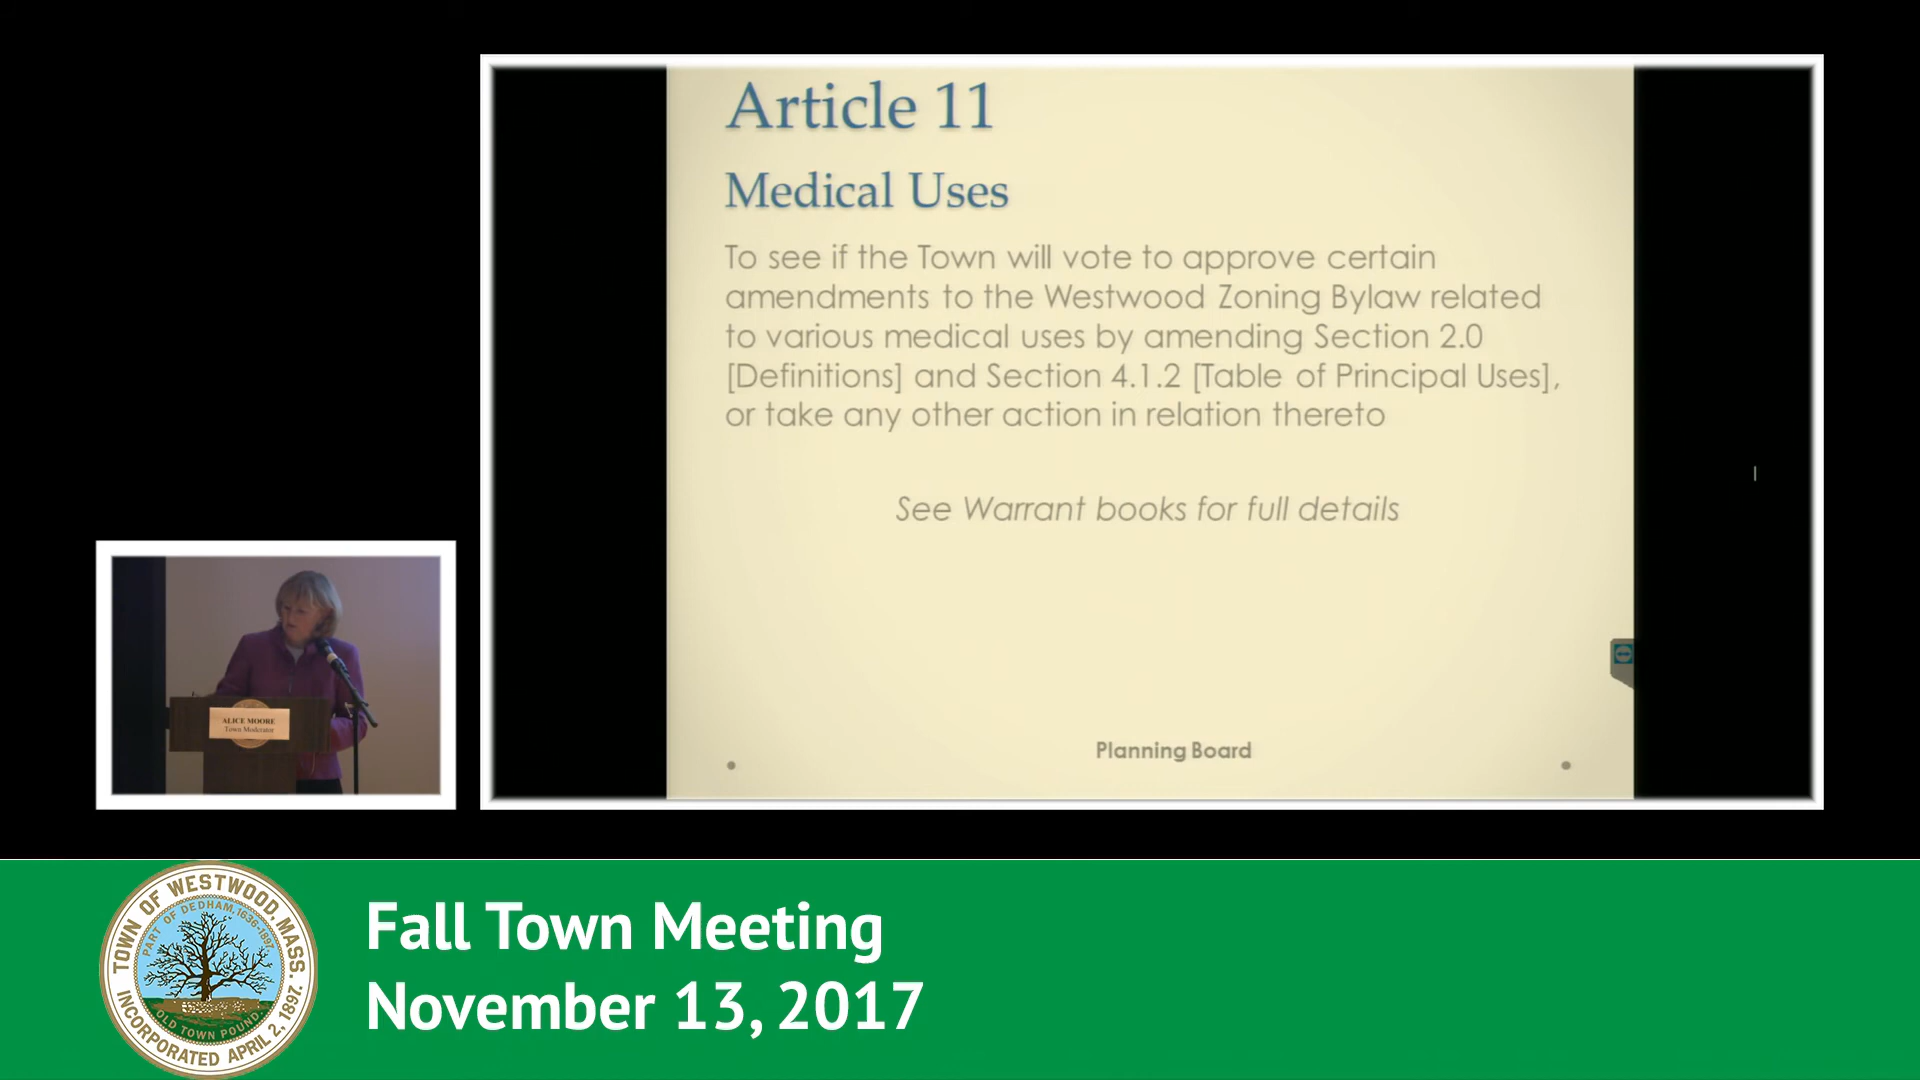 Article 11
Medical Uses
To see if the Town will vote to approve certain
amendments to the Westwood Zoning Bylaw related
to various medical uses by amending Section 2.0
[Definitions] and Section 4.1.2 [Table of Principal Uses],
or take any other action in relation thereto
See Warrant books for full details
Planning Board
ALICE MOORE
Town Moderator
TOWN OF WESTWOOD, MASS.
PART OF DEDHAM, 1636-1897.
OLD TOWN POUND.
INCORPORATED APRIL 2, 1897.
Fall Town Meeting
November 13, 2017